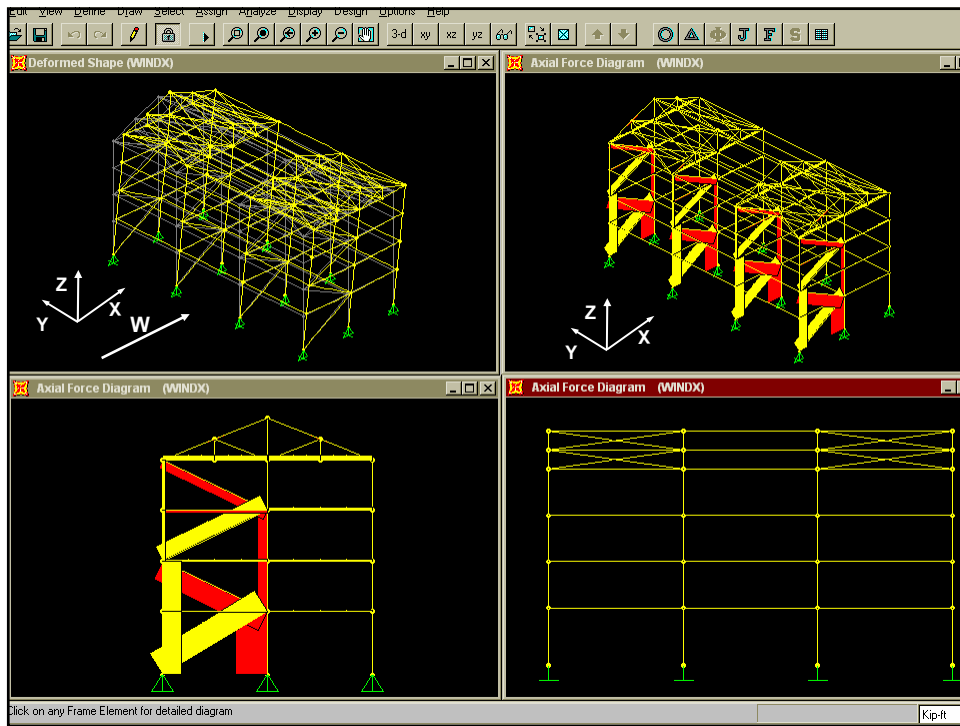 Edit View Define Draw Select Assign Analyze Display Design Options Help
3-d xy xz yz J F S
Deformed Shape (WINDX)
Axial Force Diagram (WINDX)
Z
X
Y
W
Z
X
Y
Axial Force Diagram (WINDX)
Axial Force Diagram (WINDX)
Click on any Frame Element for detailed diagram
Kip-ft